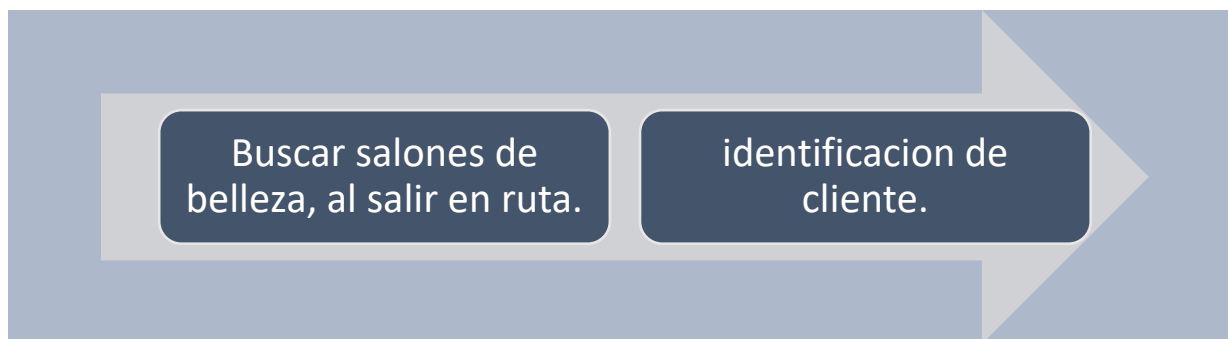 Buscar salones de
belleza, al salir en ruta.
identificacion de
cliente.